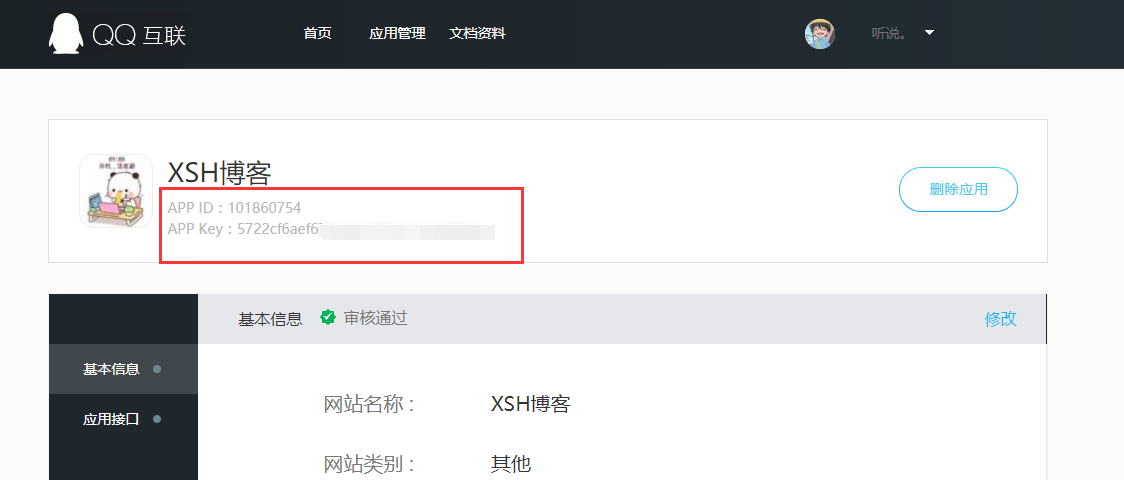 QQ 互联
首页 应用管理 文档资料
听说。
XSH博客
APP ID：101860754
APP Key：5722cf6aef6
删除应用
基本信息 审核通过 修改
基本信息
应用接口
网站名称： XSH博客
网站类别： 其他